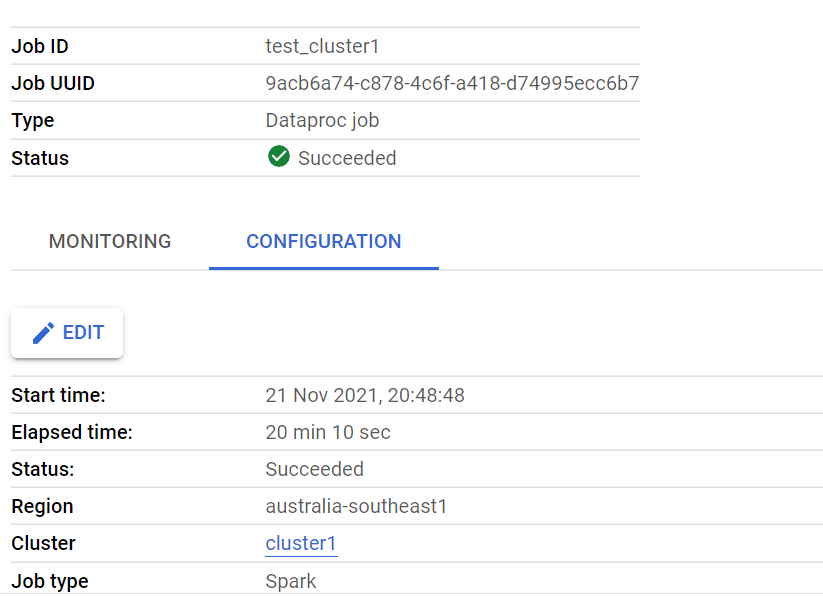 Job ID test_cluster1
Job UUID 9acb6a74-c878-4c6f-a418-d74995ecc6b7
Type Dataproc job
Status Succeeded
MONITORING CONFIGURATION
EDIT
Start time: 21 Nov 2021, 20:48:48
Elapsed time: 20 min 10 sec
Status: Succeeded
Region australia-southeast1
Cluster cluster1
Job type Spark